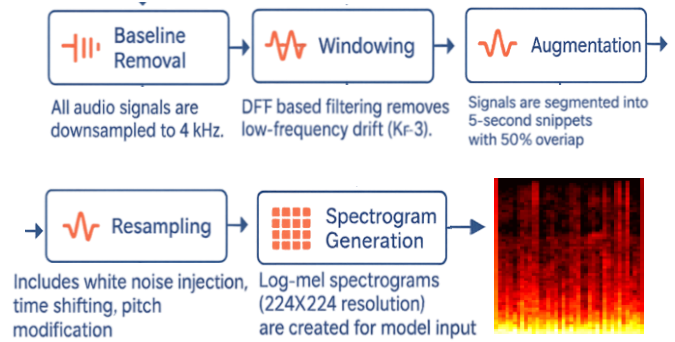 Baseline
Removal
All audio signals are
downsampled to 4 kHz.
Windowing
DFF based filtering removes
low-frequency drift (Kr-3).
Augmentation
Signals are segmented into
5-second snippets
with 50% overlap
Resampling
Includes white noise injection,
time shifting, pitch
modification
Spectrogram
Generation
Log-mel spectrograms
(224X224 resolution)
are created for model input